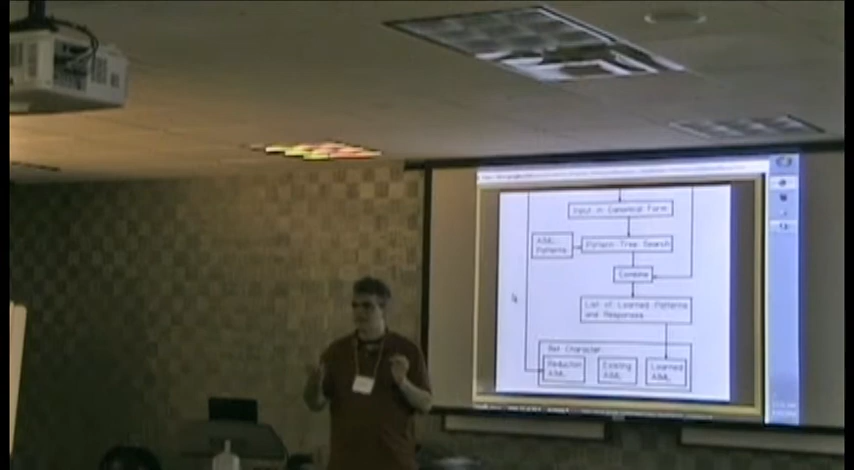 Input in Canonical Form
AIML
Patterns
Pattern Tree Search
Combine
List of Learned Patterns
and Responses
Bot Character
Reduction
AIML
Existing
AIML
Learned
AIML